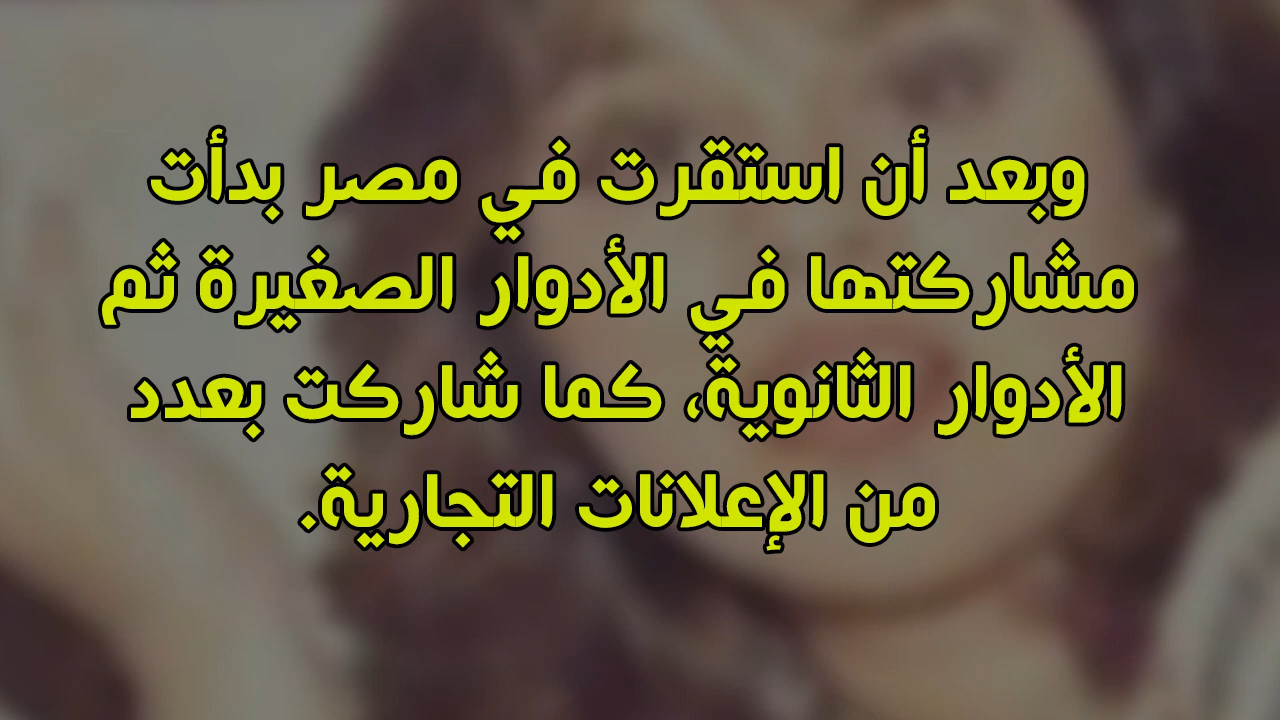 وبعد أن استقرت في مصر بدأت
مشاركتها في الأدوار الصغيرة ثم
الأدوار الثانوية، كما شاركت بعدد
من الإعلانات التجارية.